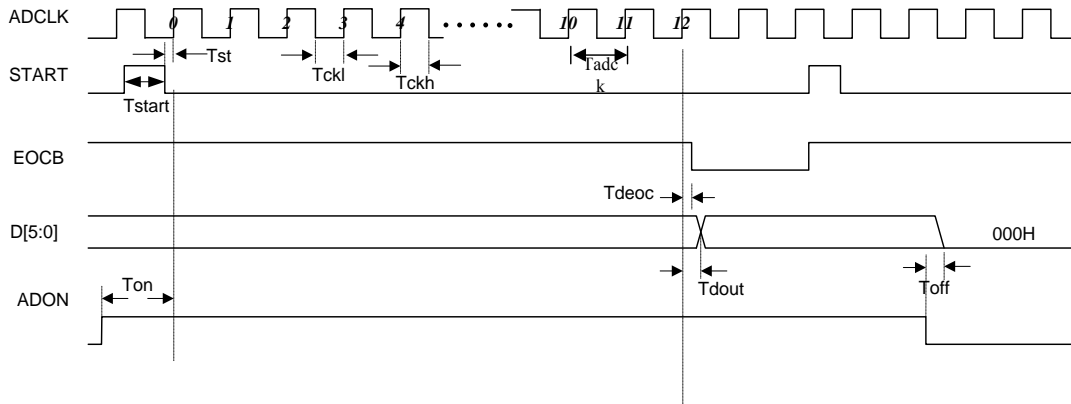 ADCLK
0 1 2 3 4 10 11 12
Tst
Tckl
Tckh
Tadc
k
START
Tstart
EOCB
Tdeoc
D[5:0]
000H
Tdout
Toff
Ton
ADON